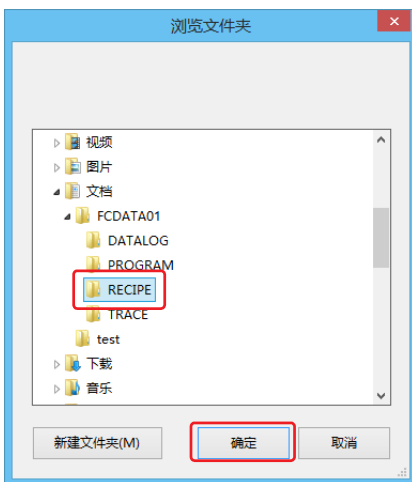 浏览文件夹
视频
图片
文档
FCDATA01
DATALOG
PROGRAM
RECIPE
TRACE
test
下载
音乐
新建文件夹(M) 确定 取消